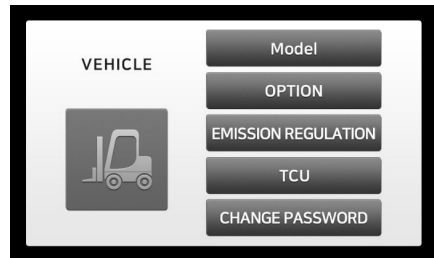 VEHICLE
Model
OPTION
EMISSION REGULATION
TCU
CHANGE PASSWORD